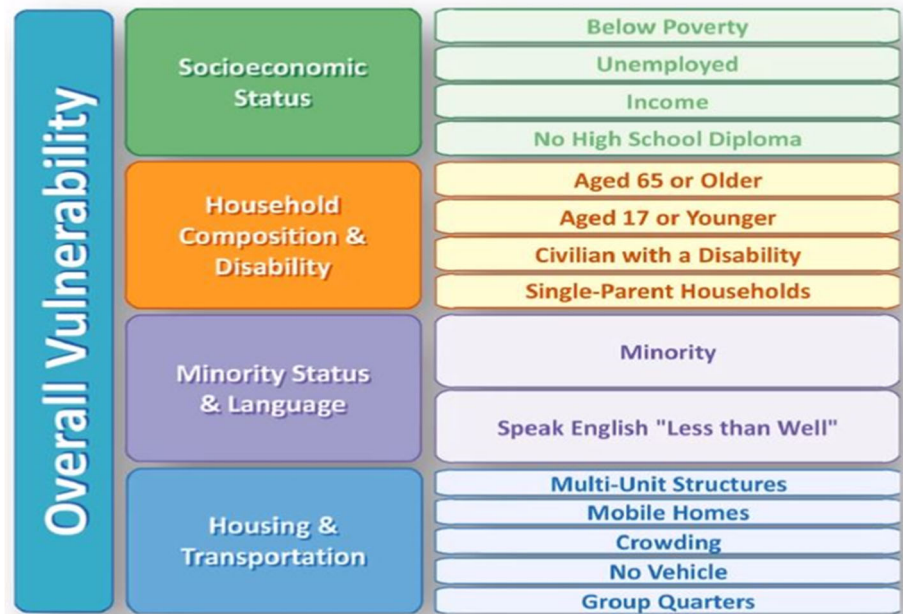 Overall Vulnerability
Socioeconomic
Status
Below Poverty
Unemployed
Income
No High School Diploma
Household
Composition &
Disability
Aged 65 or Older
Aged 17 or Younger
Civilian with a Disability
Single-Parent Households
Minority Status
& Language
Minority
Speak English "Less than Well"
Housing &
Transportation
Multi-Unit Structures
Mobile Homes
Crowding
No Vehicle
Group Quarters